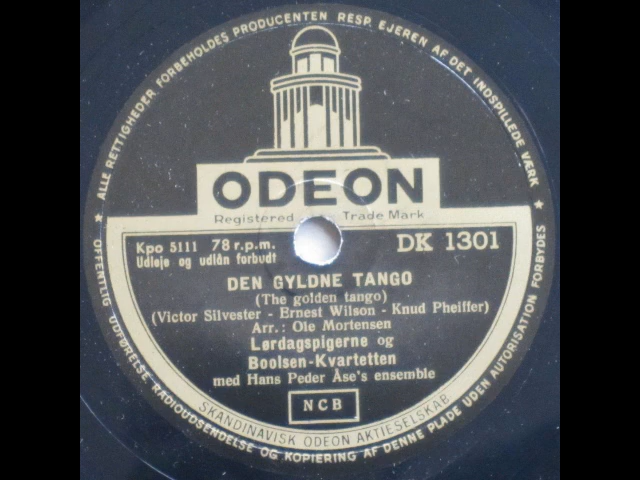 ★ ALLE RETTIGHEDER FORBEHOLDES PRODUCENTEN RESP. EJEREN AF DET INDSPILLEDE VÆRK ★
ODEON
Registered Trade Mark
Kpo 5111 78 r.p.m. DK 1301
Udleje og udlån forbudt
DEN GYLDNE TANGO
(The golden tango)
(Victor Silvester - Ernest Wilson - Knud Pheiffer)
Arr.: Ole Mortensen
Lørdagspigerne og
Boolsen-Kvartetten
med Hans Peder Åse's ensemble
NCB
SKANDINAVISK ODEON AKTIESELSKAB
OFFENTLIG UDFØRELSE RADIOUDSENDELSE OG KOPIERING AF DENNE PLADE UDEN AUTORISATION FORBYDES